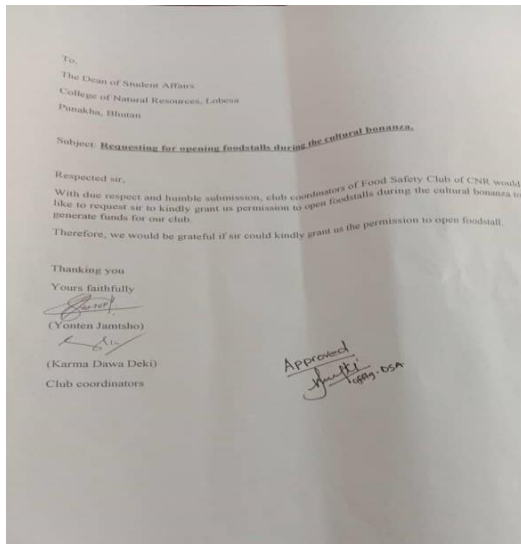 To,
The Dean of Student Affairs
College of Natural Resources, Lobesa
Punakha, Bhutan
Subject: Requesting for opening foodstalls during the cultural bonanza.
Respected sir,
With due respect and humble submission, club coordinators of Food Safety Club of CNR would
like to request sir to kindly grant us permission to open foodstalls during the cultural bonanza to
generate funds for our club.
Therefore, we would be grateful if sir could kindly grant us the permission to open foodstall.
Thanking you
Yours faithfully
(Yonten Jamtsho)
(Karma Dawa Deki)
Club coordinators
Approved
DSA